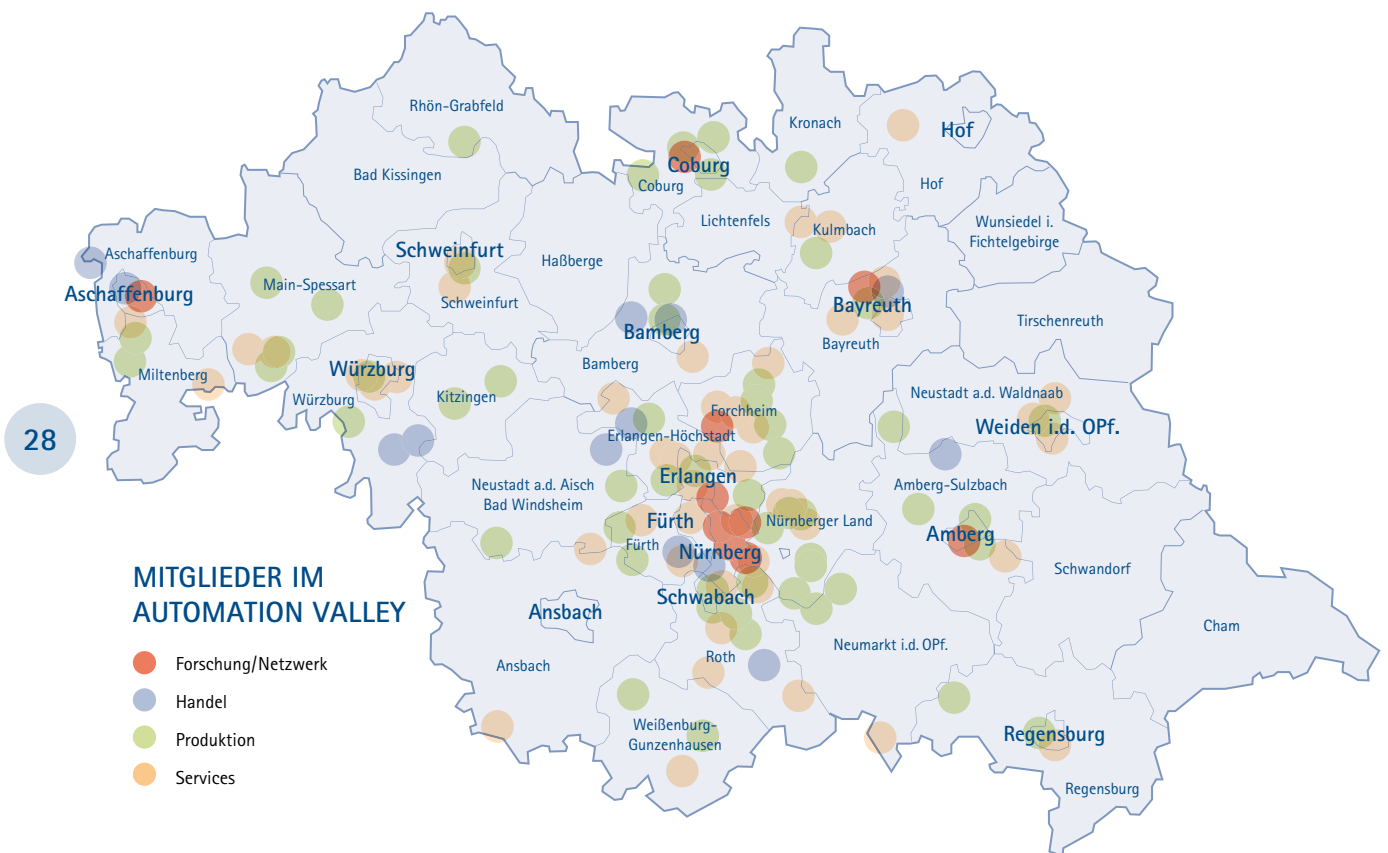 Rhön-Grabfeld
Kronach
Hof
Coburg
Bad Kissingen
Coburg
Hof
Lichtenfels
Kulmbach
Wunsiedel i.
Fichtelgebirge
Aschaffenburg
Schweinfurt
Haßberge
Aschaffenburg
Main-Spessart
Schweinfurt
Bayreuth
Bamberg
Tirschenreuth
Bayreuth
Miltenberg
Würzburg
Bamberg
Würzburg
Kitzingen
Neustadt a.d. Waldnaab
Forchheim
Weiden i.d. OPf.
28
Erlangen-Höchstadt
Erlangen
Neustadt a.d. Aisch
Bad Windsheim
Amberg-Sulzbach
Fürth
Nürnberger Land
Amberg
Fürth
Nürnberg
Schwandorf
MITGLIEDER IM
AUTOMATION VALLEY
Schwabach
Ansbach
Cham
Neumarkt i.d. OPf.
Roth
Ansbach
Forschung/Netzwerk
Handel
Produktion
Services
Weißenburg-
Gunzenhausen
Regensburg
Regensburg